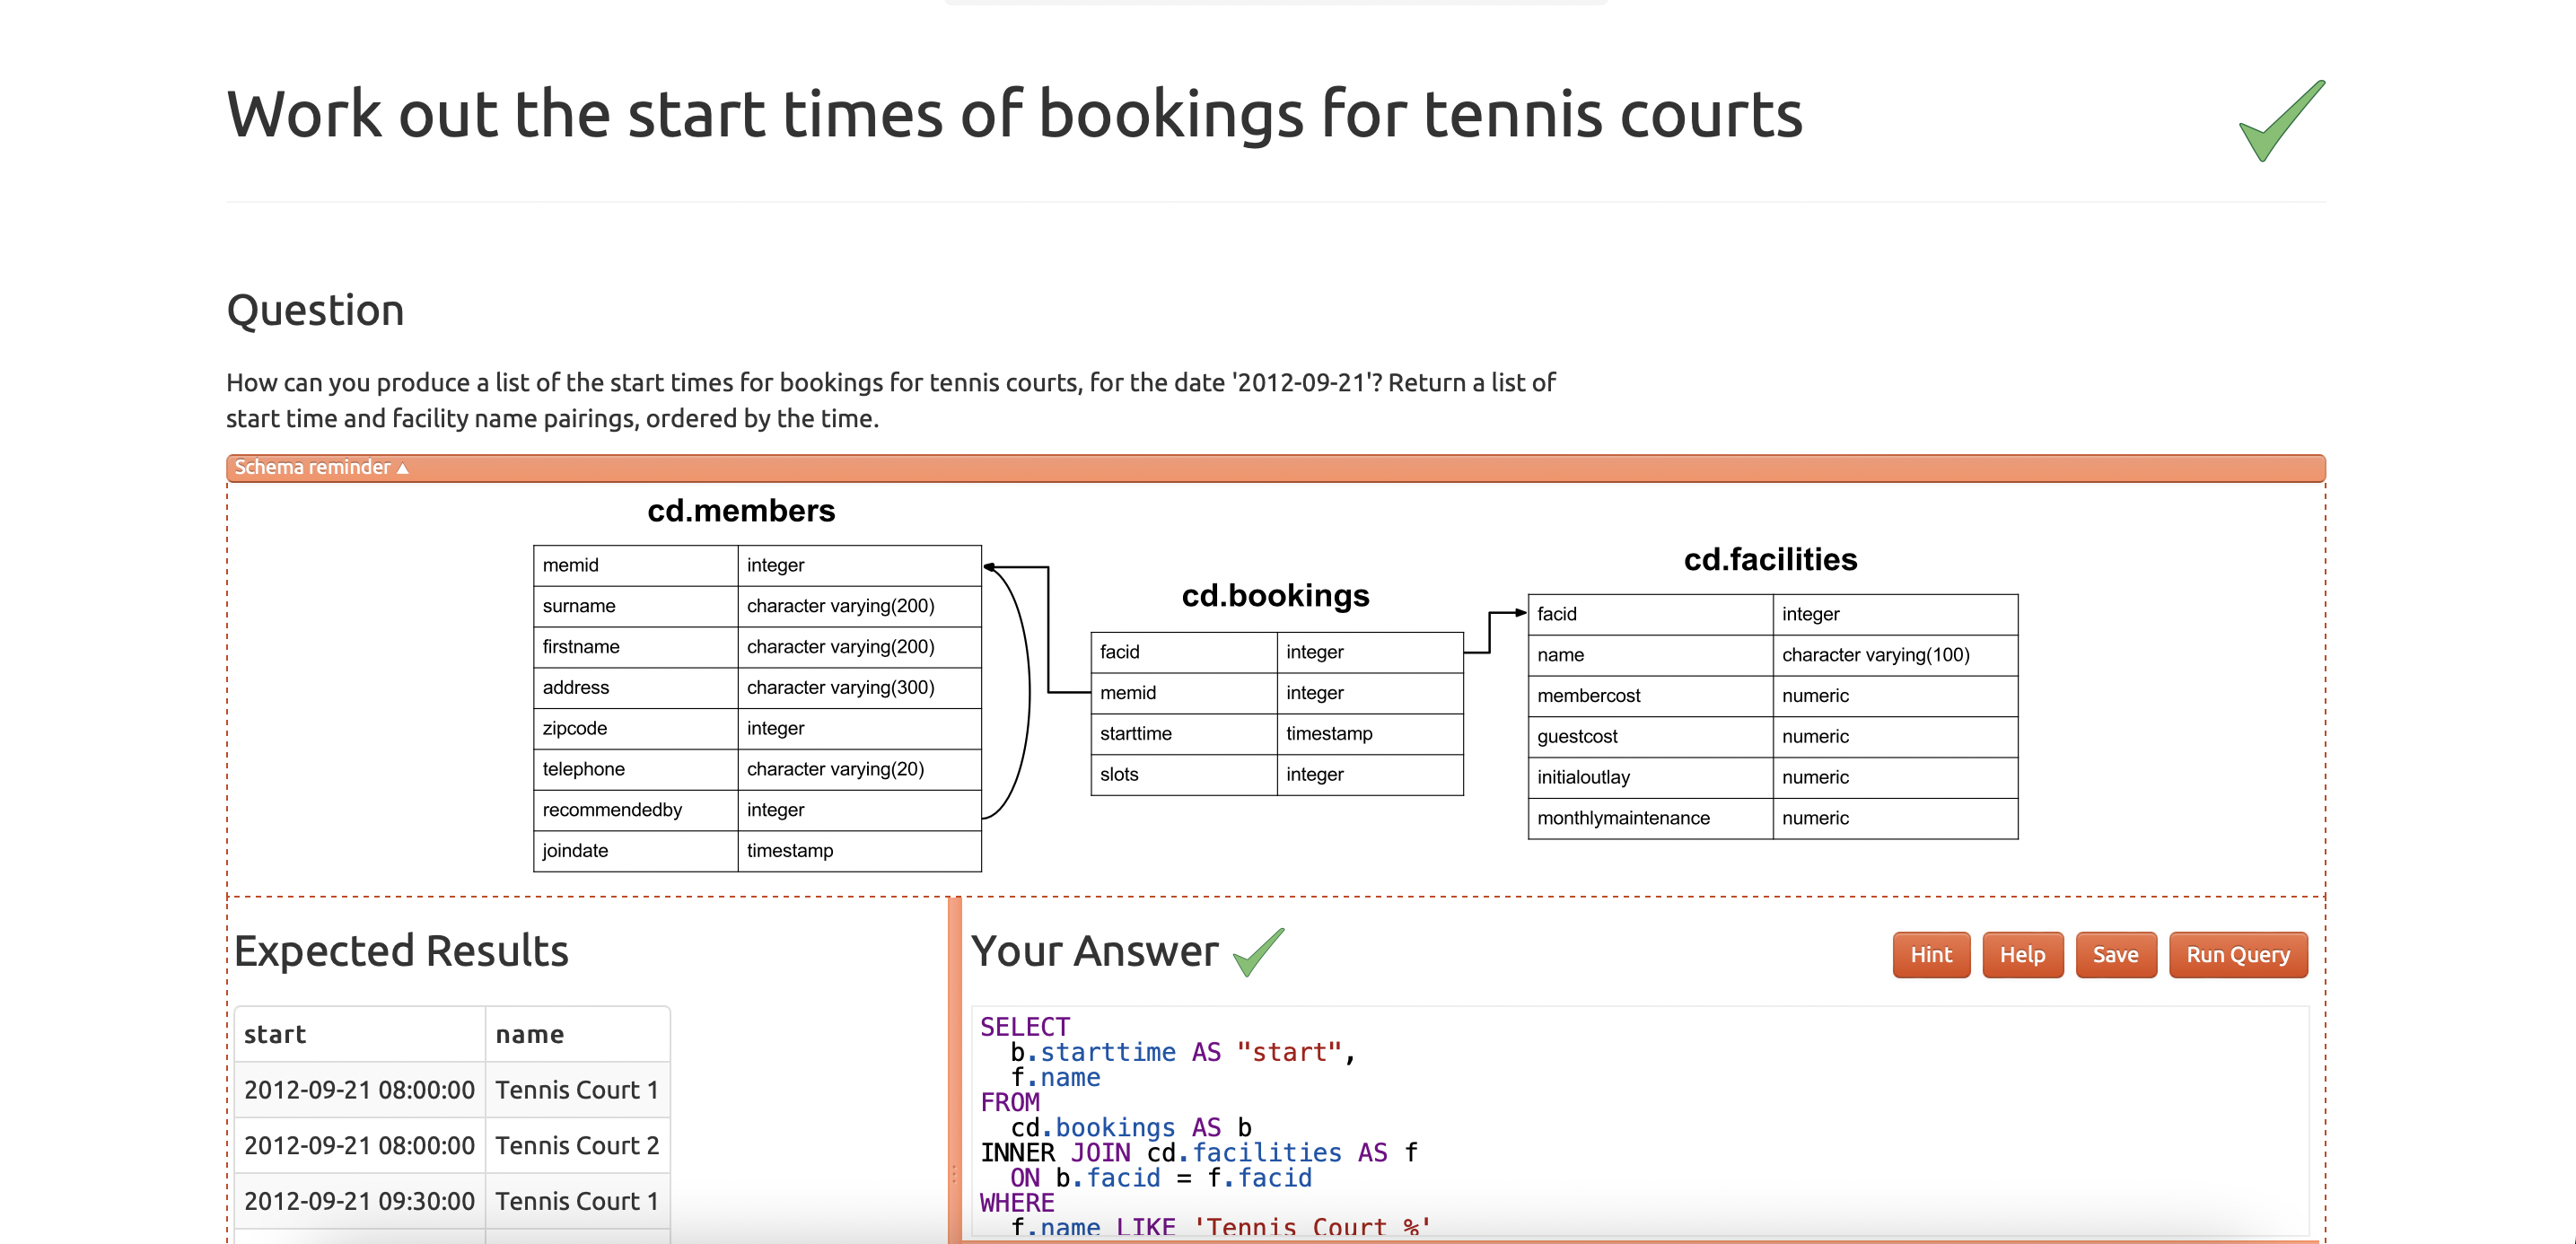 Work out the start times of bookings for tennis courts
Question
How can you produce a list of the start times for bookings for tennis courts, for the date '2012-09-21'? Return a list of
start time and facility name pairings, ordered by the time.
Schema reminder ▲
cd.members
memid integer
surname character varying(200)
firstname character varying(200)
address character varying(300)
zipcode integer
telephone character varying(20)
recommendedby integer
joindate timestamp
cd.bookings
facid integer
memid integer
starttime timestamp
slots integer
cd.facilities
facid integer
name character varying(100)
membercost numeric
guestcost numeric
initialoutlay numeric
monthlymaintenance numeric
Expected Results
start name
2012-09-21 08:00:00 Tennis Court 1
2012-09-21 08:00:00 Tennis Court 2
2012-09-21 09:30:00 Tennis Court 1
Your Answer
Hint Help Save Run Query
SELECT
b.starttime AS "start",
f.name
FROM
cd.bookings AS b
INNER JOIN cd.facilities AS f
ON b.facid = f.facid
WHERE
f.name LIKE 'Tennis Court %'